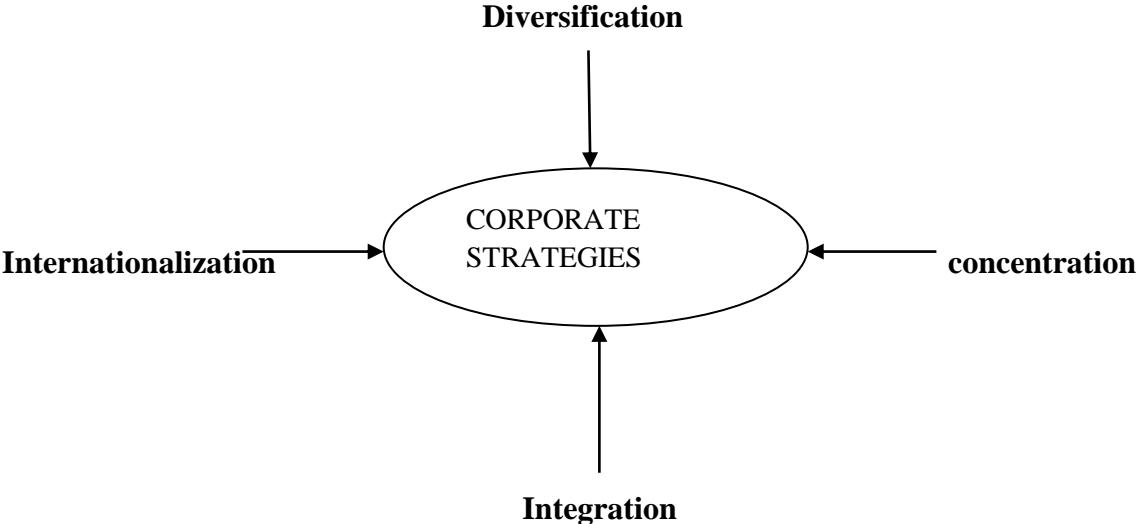 Diversification
CORPORATE
STRATEGIES
Internationalization
concentration
Integration